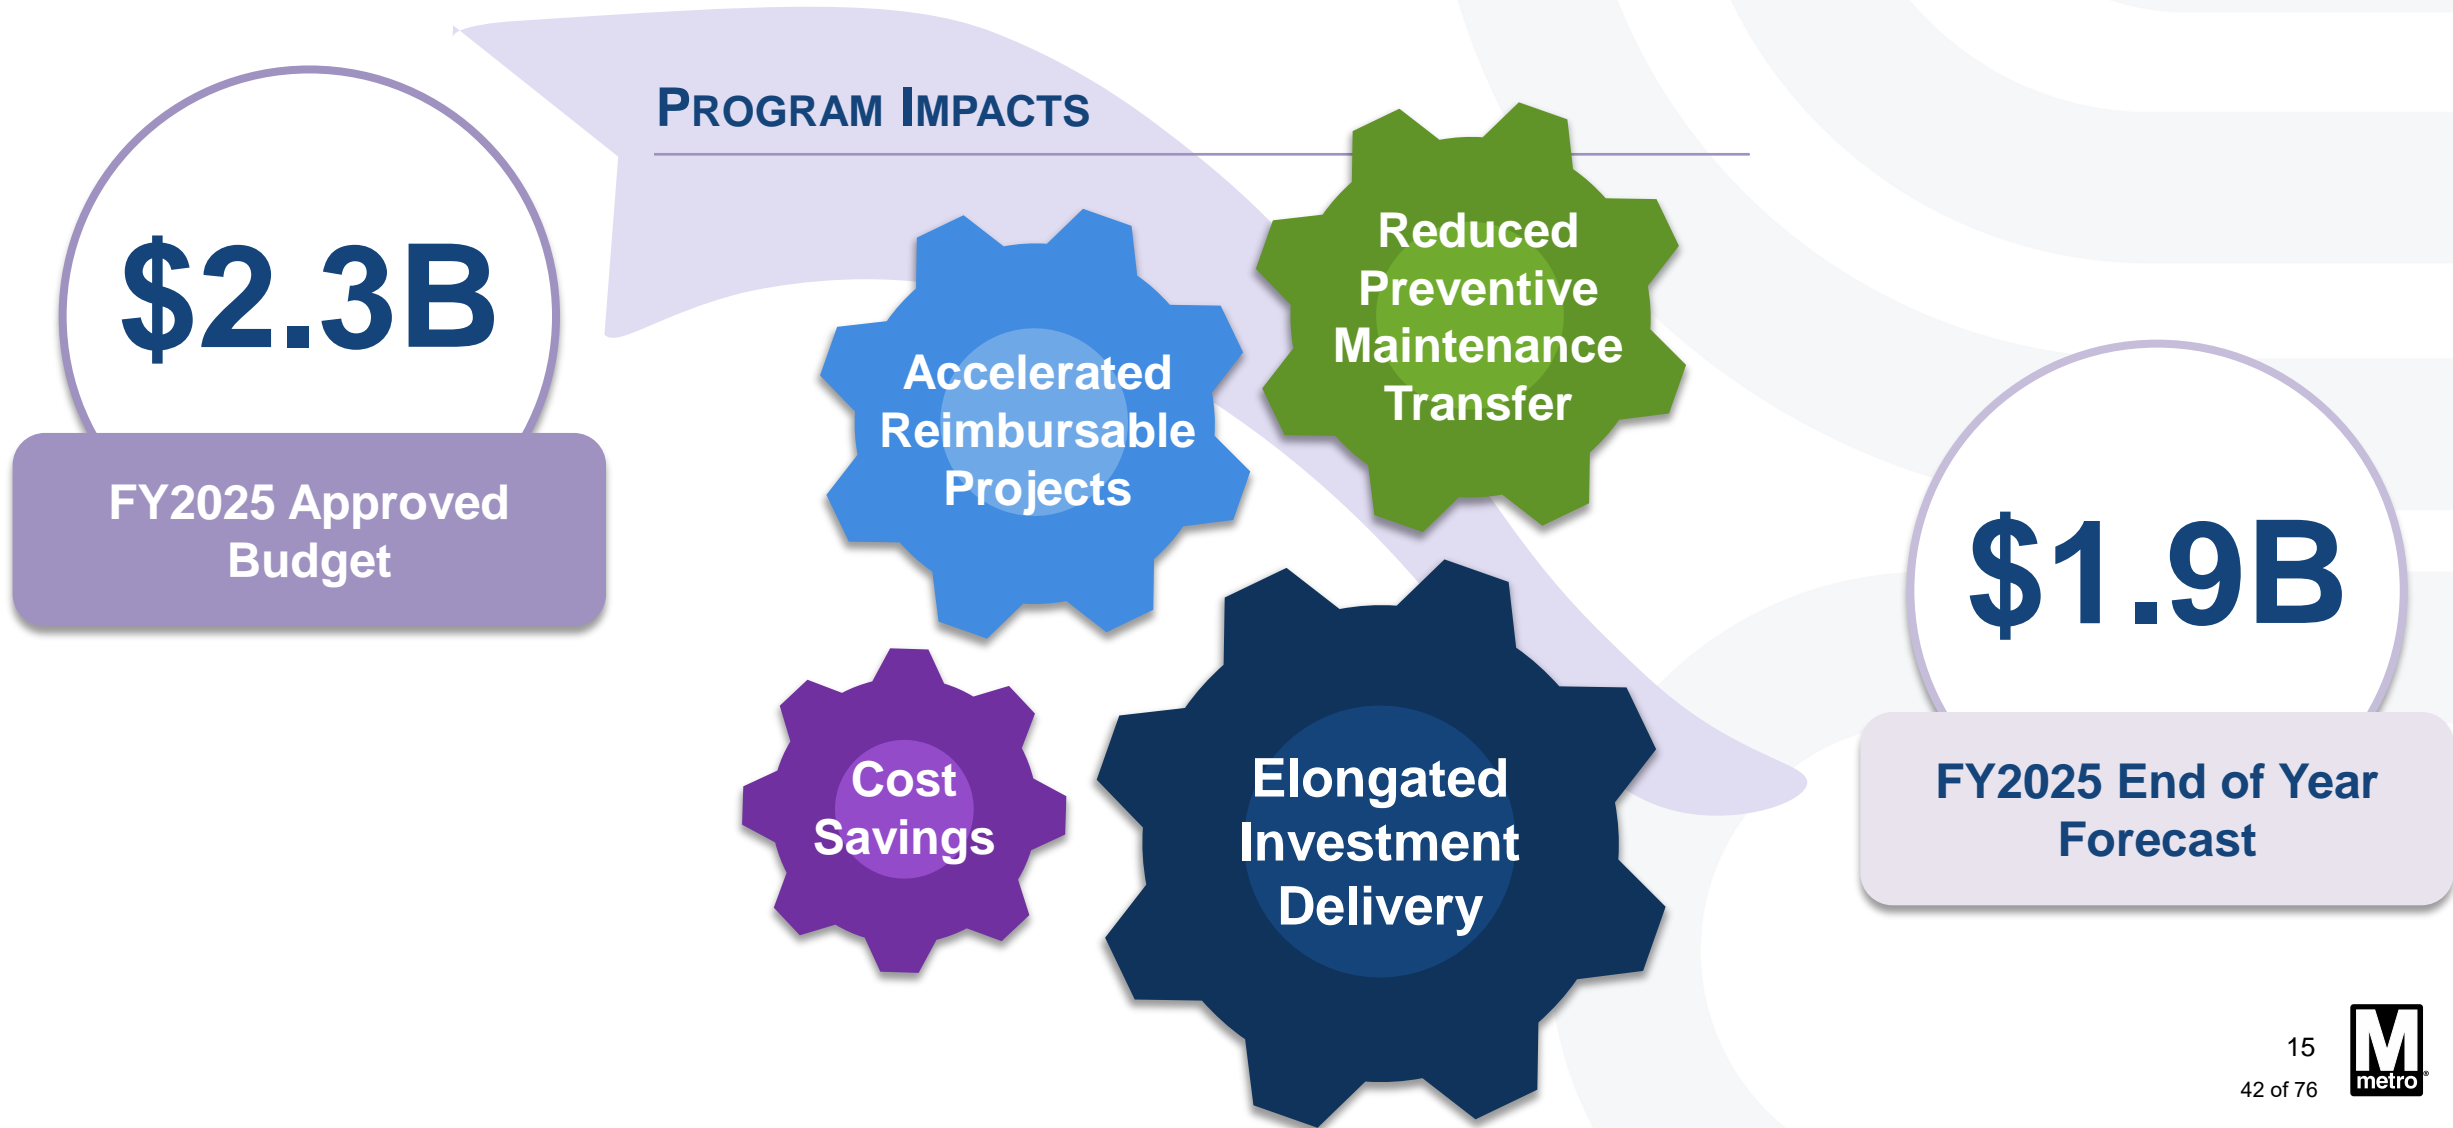 PROGRAM IMPACTS
$2.3B
FY2025 Approved
Budget
Accelerated
Reimbursable
Projects
Reduced
Preventive
Maintenance
Transfer
Cost
Savings
Elongated
Investment
Delivery
$1.9B
FY2025 End of Year
Forecast
15
42 of 76
M
metro®